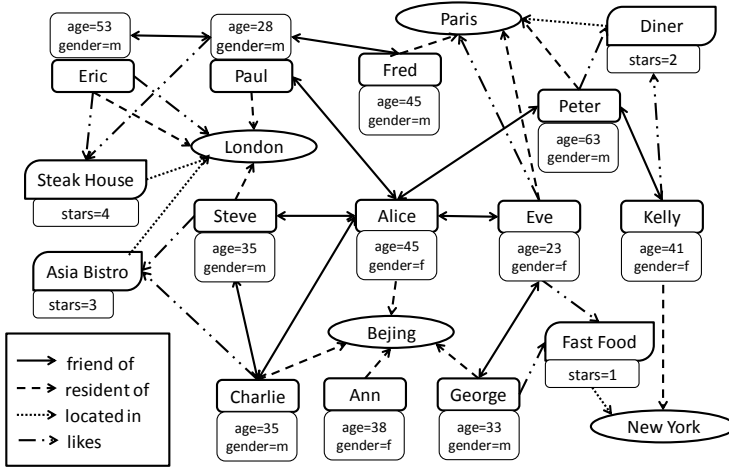 age=53
gender=m
Eric
age=28
gender=m
Paul
Fred
age=45
gender=m
Paris
Diner
stars=2
Peter
age=63
gender=m
London
Steak House
stars=4
Steve
age=35
gender=m
Alice
age=45
gender=f
Eve
age=23
gender=f
Kelly
age=41
gender=f
Asia Bistro
stars=3
Bejing
Fast Food
stars=1
friend of
resident of
located in
likes
Charlie
age=35
gender=m
Ann
age=38
gender=f
George
age=33
gender=m
New York